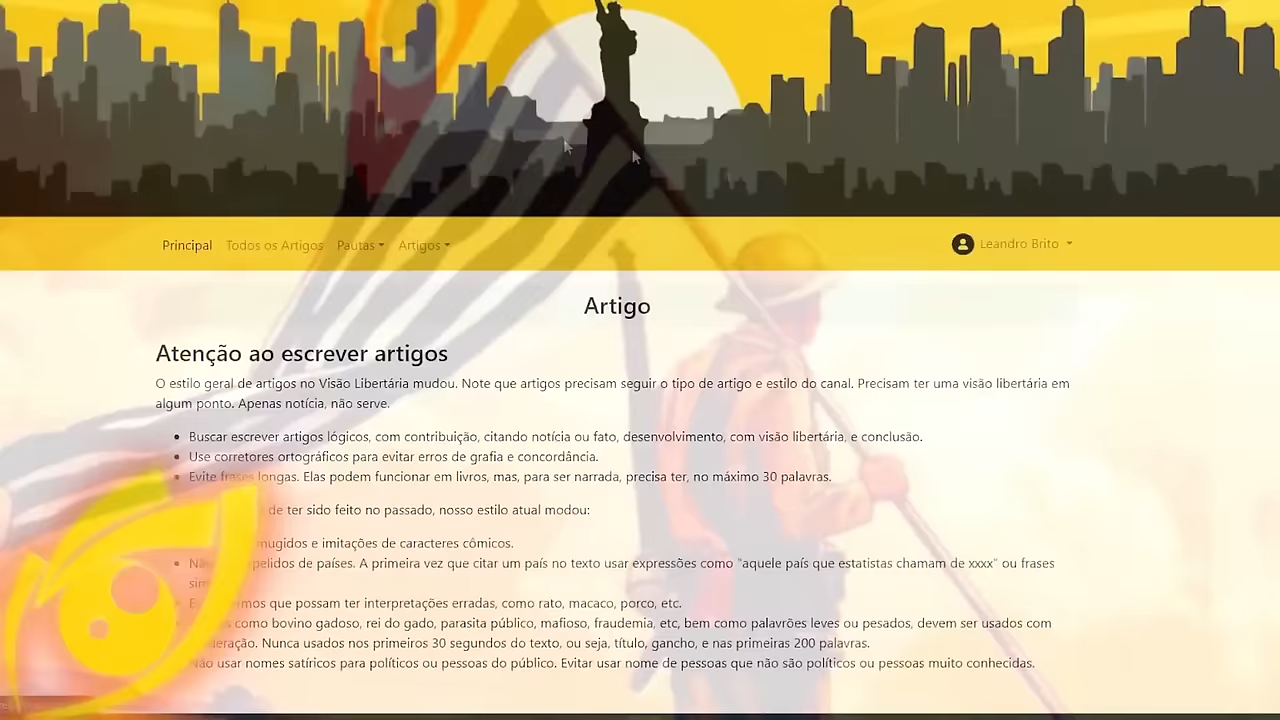 Principal Todos os Artigos Pautas Artigos Leandro Brito
Artigo
Atenção ao escrever artigos
O estilo geral de artigos no Visão Libertária mudou. Note que artigos precisam seguir o tipo de artigo e estilo do canal. Precisam ter uma visão libertária em
algum ponto. Apenas notícia, não serve.
Buscar escrever artigos lógicos, com contribuição, citando notícia ou fato, desenvolvimento, com visão libertária, e conclusão.
Use corretores ortográficos para evitar erros de grafia e concordância.
Evite frases longas. Elas podem funcionar em livros, mas, para ser narrada, precisa ter, no máximo 30 palavras.
de ter sido feito no passado, nosso estilo atual modou:
mugidos e imitações de caracteres cômicos.
de países. A primeira vez que citar um país no texto usar expressões como "aquele país que estatistas chamam de xxxx" ou frases
que possam ter interpretações erradas, como rato, macaco, porco, etc.
como bovino gadoso, rei do gado, parasita público, mafioso, fraudemia, etc, bem como palavrões leves ou pesados, devem ser usados com
Nunca usados nos primeiros 30 segundos do texto, ou seja, título, gancho, e nas primeiras 200 palavras.
Não usar nomes satíricos para políticos ou pessoas do público. Evitar usar nome de pessoas que não são políticos ou pessoas muito conhecidas.